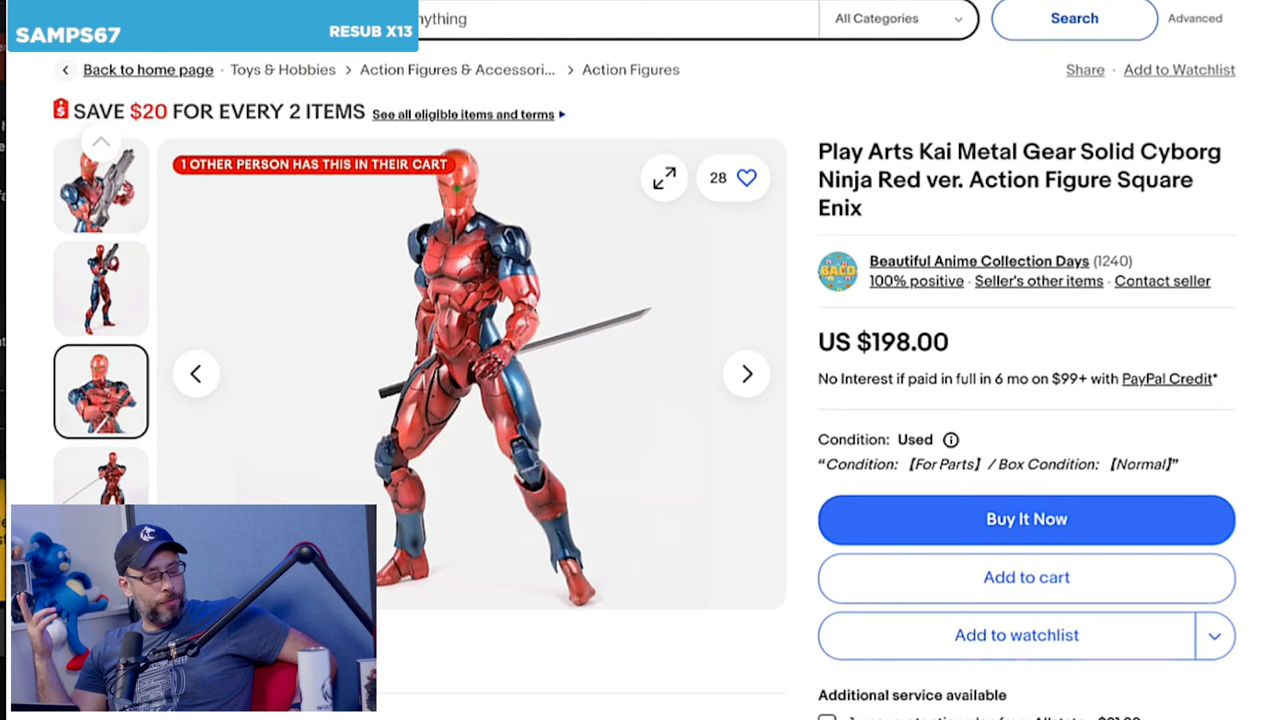 SAMPS67
RESUB X13
nything
All Categories
Search
Advanced
Back to home page · Toys & Hobbies > Action Figures & Accessori... > Action Figures
Share · Add to Watchlist
SAVE $20 FOR EVERY 2 ITEMS See all eligible items and terms
1 OTHER PERSON HAS THIS IN THEIR CART
28
Play Arts Kai Metal Gear Solid Cyborg
Ninja Red ver. Action Figure Square
Enix
BACD
Beautiful Anime Collection Days (1240)
100% positive · Seller's other items · Contact seller
US $198.00
No Interest if paid in full in 6 mo on $99+ with PayPal Credit*
Condition: Used
“Condition: 【For Parts】 / Box Condition: 【Normal】”
Buy It Now
Add to cart
Add to watchlist
Additional service available